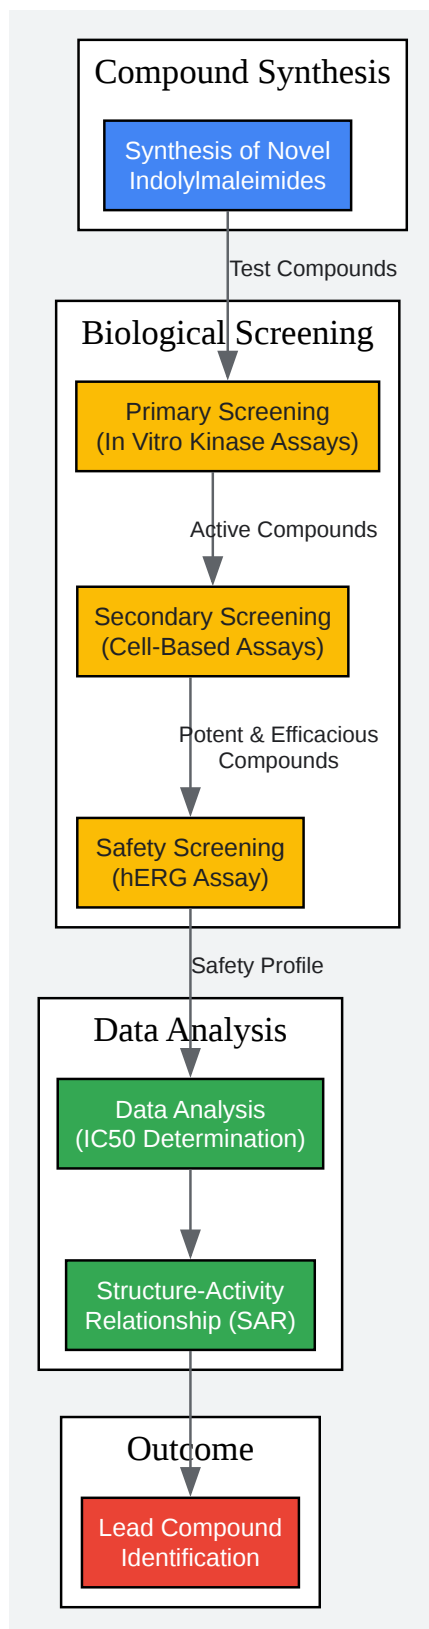 Compound Synthesis
Synthesis of Novel
Indolylmaleimides
Test Compounds
Biological Screening
Primary Screening
(In Vitro Kinase Assays)
Active Compounds
Secondary Screening
(Cell-Based Assays)
Potent & Efficacious
Compounds
Safety Screening
(hERG Assay)
Safety Profile
Data Analysis
Data Analysis
(IC50 Determination)
Structure-Activity
Relationship (SAR)
Outcome
Lead Compound
Identification